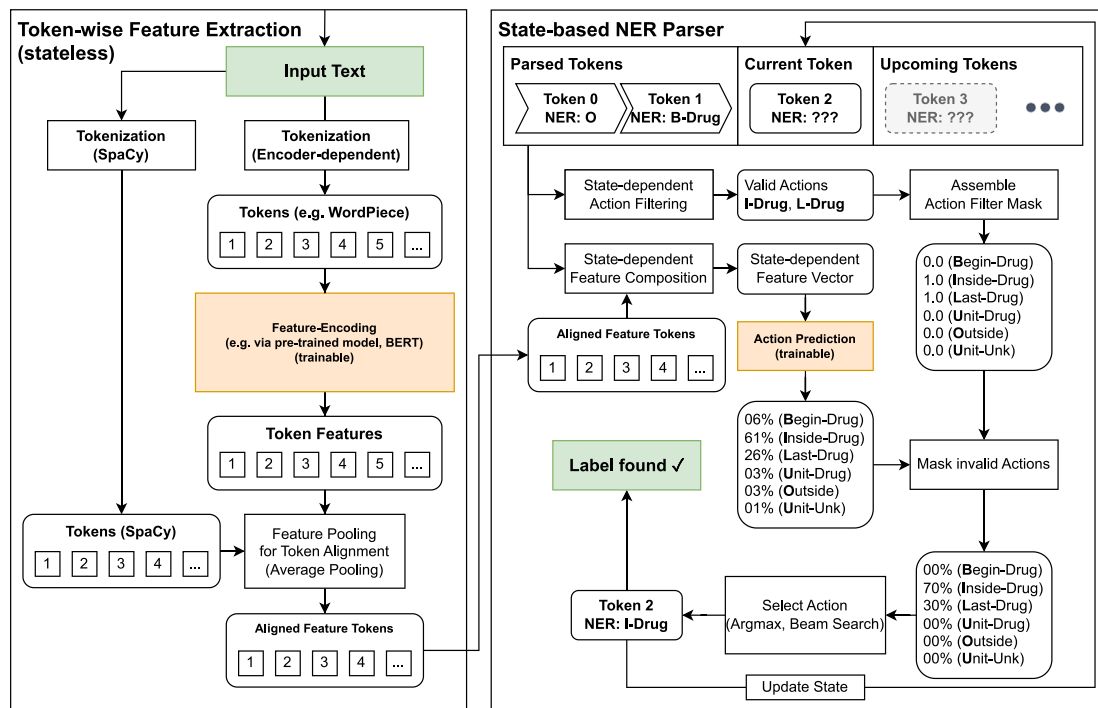 Token-wise Feature Extraction
(stateless)
Input Text
Tokenization
(SpaCy)
Tokenization
(Encoder-dependent)
Tokens (e.g. WordPiece)
1 2 3 4 5 ...
Feature-Encoding
(e.g. via pre-trained model, BERT)
(trainable)
Token Features
1 2 3 4 5 ...
Tokens (SpaCy)
1 2 3 4 ...
Feature Pooling
for Token Alignment
(Average Pooling)
Aligned Feature Tokens
1 2 3 4 ...
State-based NER Parser
Parsed Tokens
Token 0
NER: O
Token 1
NER: B-Drug
Current Token
Token 2
NER: ???
Upcoming Tokens
Token 3
NER: ???
State-dependent
Action Filtering
Valid Actions
I-Drug, L-Drug
Assemble
Action Filter Mask
State-dependent
Feature Composition
State-dependent
Feature Vector
0.0 (Begin-Drug)
1.0 (Inside-Drug)
1.0 (Last-Drug)
0.0 (Unit-Drug)
0.0 (Outside)
0.0 (Unit-Unk)
Aligned Feature Tokens
1 2 3 4 ...
Action Prediction
(trainable)
06% (Begin-Drug)
61% (Inside-Drug)
26% (Last-Drug)
03% (Unit-Drug)
03% (Outside)
01% (Unit-Unk)
Mask invalid Actions
Label found ✓
00% (Begin-Drug)
70% (Inside-Drug)
30% (Last-Drug)
00% (Unit-Drug)
00% (Outside)
00% (Unit-Unk)
Select Action
(Argmax, Beam Search)
Token 2
NER: I-Drug
Update State